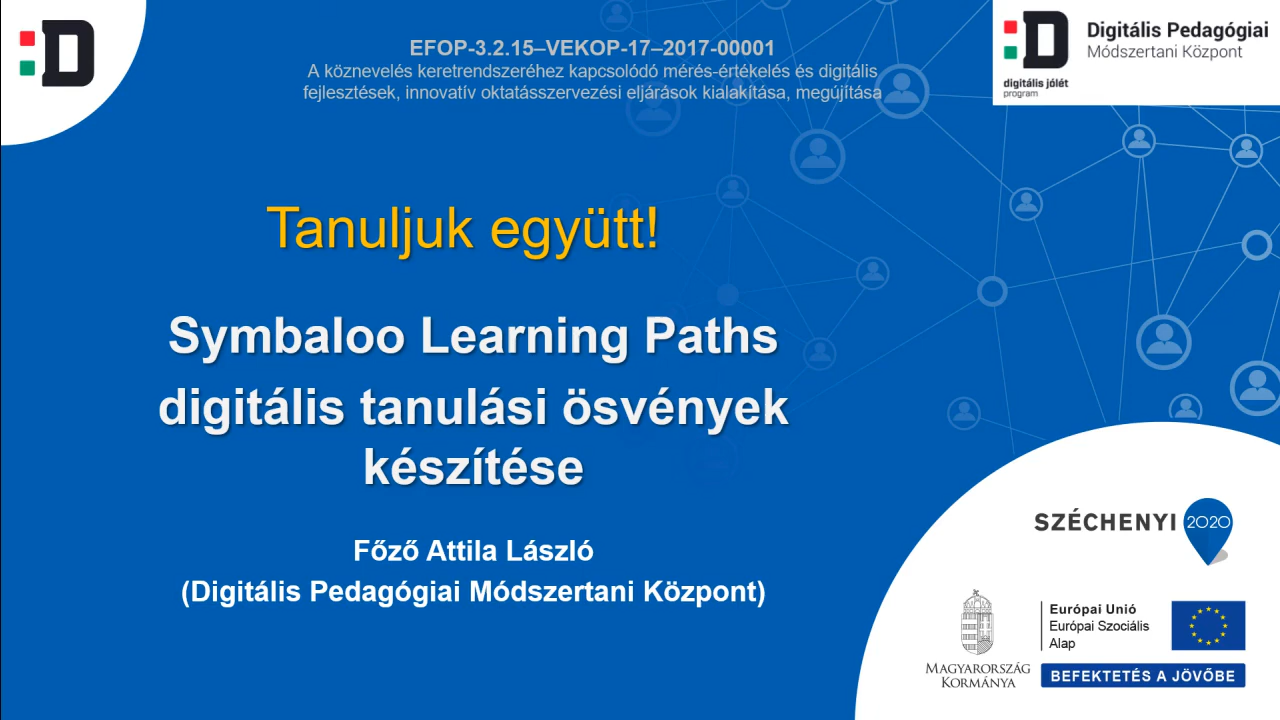 EFOP-3.2.15–VEKOP-17–2017-00001
A köznevelés keretrendszeréhez kapcsolódó mérés-értékelés és digitális
fejlesztések, innovatív oktatásszervezési eljárások kialakítása, megújítása
D
D
digitális jólét
program
Digitális Pedagógiai
Módszertani Központ
Tanuljuk együtt!
Symbaloo Learning Paths
digitális tanulási ösvények
készítése
Főző Attila László
(Digitális Pedagógiai Módszertani Központ)
SZÉCHENYI 2020
MAGYARORSZÁG
KORMÁNYA
Európai Unió
Európai Szociális
Alap
BEFEKTETÉS A JÖVŐBE